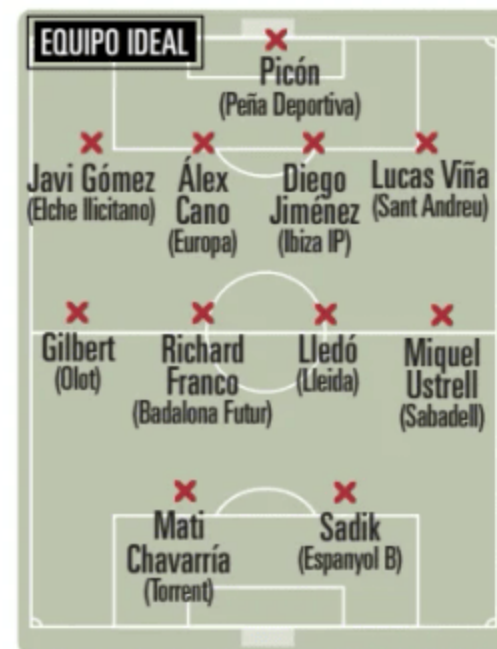 EQUIPO IDEAL
Picón
(Peña Deportiva)
Javi Gómez
(Elche Ilicitano)
Álex
Cano
(Europa)
Diego
Jiménez
(Ibiza IP)
Lucas Viña
(Sant Andreu)
Gilbert
(Olot)
Richard
Franco
(Badalona Futur)
Lledó
(Lleida)
Miquel
Ustrell
(Sabadell)
Mati
Chavarría
(Torrent)
Sadik
(Espanyol B)